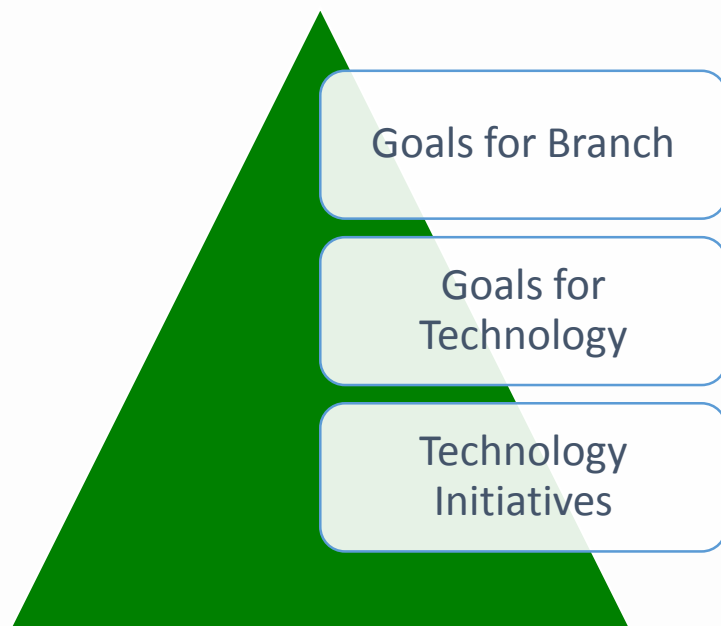 Goals for Branch
Goals for
Technology
Technology
Initiatives